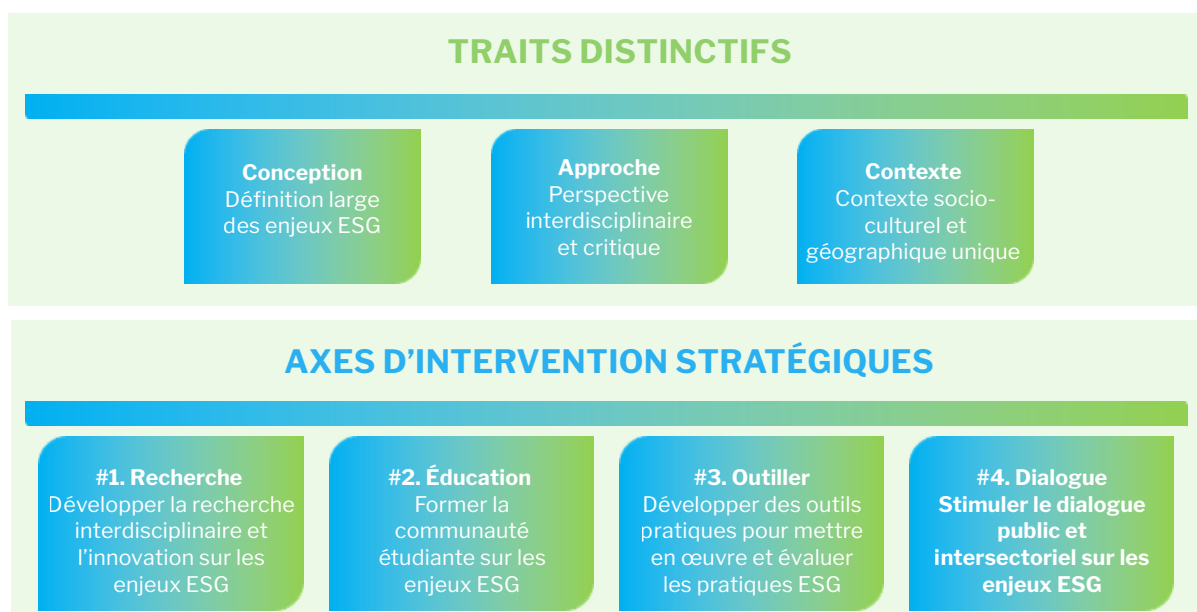 TRAITS DISTINCTIFS
Conception
Définition large
des enjeux ESG
Approche
Perspective
interdisciplinaire
et critique
Contexte
Contexte socio-
culturel et
géographique unique
AXES D’INTERVENTION STRATÉGIQUES
#1. Recherche
Développer la recherche
interdisciplinaire et
l’innovation sur les
enjeux ESG
#2. Éducation
Former la
communauté
étudiante sur les
enjeux ESG
#3. Outiller
Développer des outils
pratiques pour mettre
en œuvre et évaluer
les pratiques ESG
#4. Dialogue
Stimuler le dialogue
public et
intersectoriel sur les
enjeux ESG